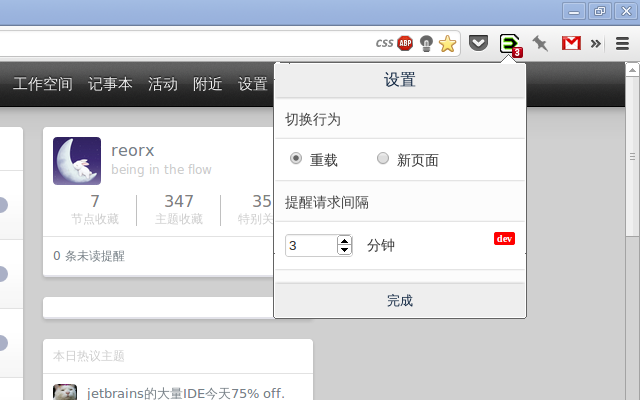 CSS ABP 3
工作空间 记事本 活动 附近 设置
设置
切换行为
重载 新页面
提醒请求间隔
3 分钟 dev
完成
reorx
being in the flow
7 347 35
节点收藏 主题收藏 特别关
0 条未读提醒
本日热议主题
jetbrains的大量IDE今天75% off.